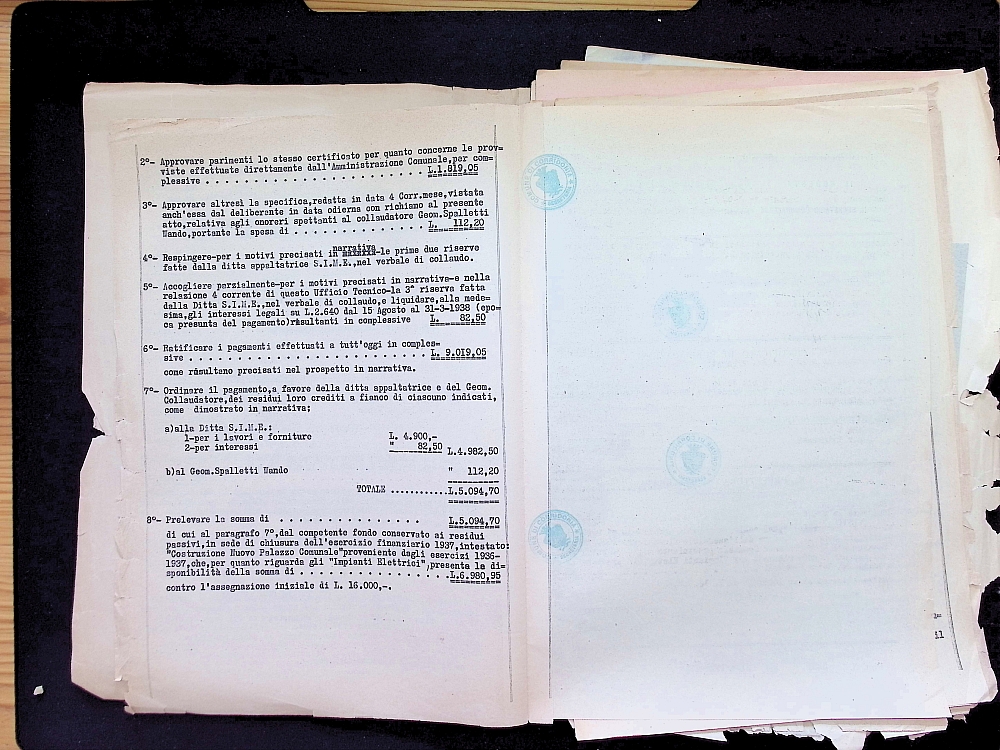 2°- Approvare parimenti lo stesso certificato per quanto concerne le prov=
viste effettuate direttamente dall'Amministrazione Comunale,per com=
plessive . . . . . . . . . . . . . . . . . . . . . . . L.1.819,05
3°- Approvare altresì la specifica,redatta in data 4 Corr.mese,vistata
anch'essa dal deliberente in data odierna con richiamo al presente
atto,relativa agli onoreri spettanti al collaudatore Geom.Spalletti
Nando,portante la spesa di . . . . . . . . . . . . . . L. 112,20
narrativa
4°- Respingere-per i motivi precisati in -le prime due riserve
fatte dalla ditta appaltatrice S.I.M.E.,nel verbale di collaudo.
5°- Accogliere parzialmente-per i motivi precisati in narrativa-e nella
relazione 4 corrente di questo Ufficio Tecnico-la 3° riserva fatta
dalla Ditta S.I.M.E.,nel verbale di collaudo,e liquidare,alla mede=
sima,gli interessi legali su L.2.640 dal 15 Agosto al 31-3-1938 (epo=
ca presunta del pagamento)risultanti in complessive L. 82,50
6°- Ratificare i pagamenti effettuati a tutt'oggi in comples=
sive . . . . . . . . . . . . . . . . . . . . . . . . . L. 9.019,05
come risultano precisati nel prospetto in narrativa.
7°- Ordinare il pagamento,a favore della ditta appaltatrice e del Geom.
Collaudatore,dei residui loro crediti a fianco di ciascuno indicati,
come dimostrato in narrativa;
a)alla Ditta S.I.M.E.:
1-per i lavori e forniture L. 4.900,-
2-per interessi " 82,50 L.4.982,50
b)al Geom.Spalletti Nando " 112,20
TOTALE ...........L.5.094,70
8°- Prelevare la somma di . . . . . . . . . . . . . . . L.5.094,70
di cui al paragrafo 7°,dal competente fondo conservato ai residui
passivi,in sede di chiusura dell'esercizio finanziario 1937,intestato:
"Costruzione Nuovo Palazzo Comunale"proveniente dagli esercizi 1936-
1937,che,per quanto riguarda gli "Impianti Elettrici",presenta le di=
sponibilità della somma di . . . . . . . . . . . . . . . .L.6.980,95
contro l'assegnazione iniziale di L. 16.000,-.
il